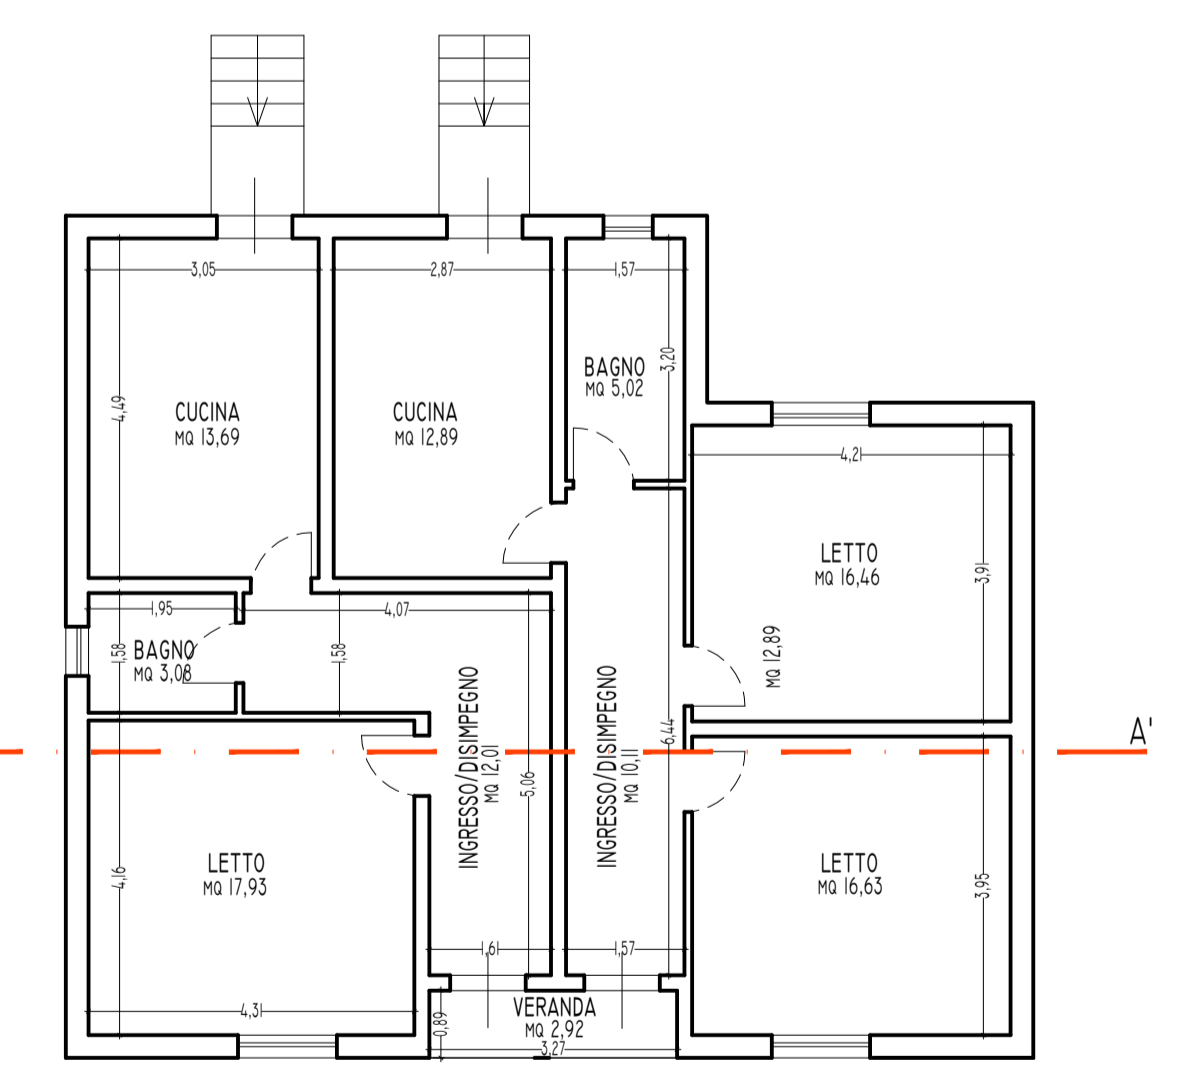 3,05
2,87
1,57
3,20
BAGNO
MQ 5,02
4,49
CUCINA
MQ 13,69
CUCINA
MQ 12,89
4,21
LETTO
MQ 16,46
3,91
1,95
4,07
BAGNO
MQ 3,08
1,58
1,58
MQ 12,89
INGRESSO/DISIMPEGNO
MQ 12,01
5,06
INGRESSO/DISIMPEGNO
MQ 10,11
6,44
A'
LETTO
MQ 17,93
4,16
LETTO
MQ 16,63
3,95
1,61
1,57
4,31
0,89
VERANDA
MQ 2,92
3,27